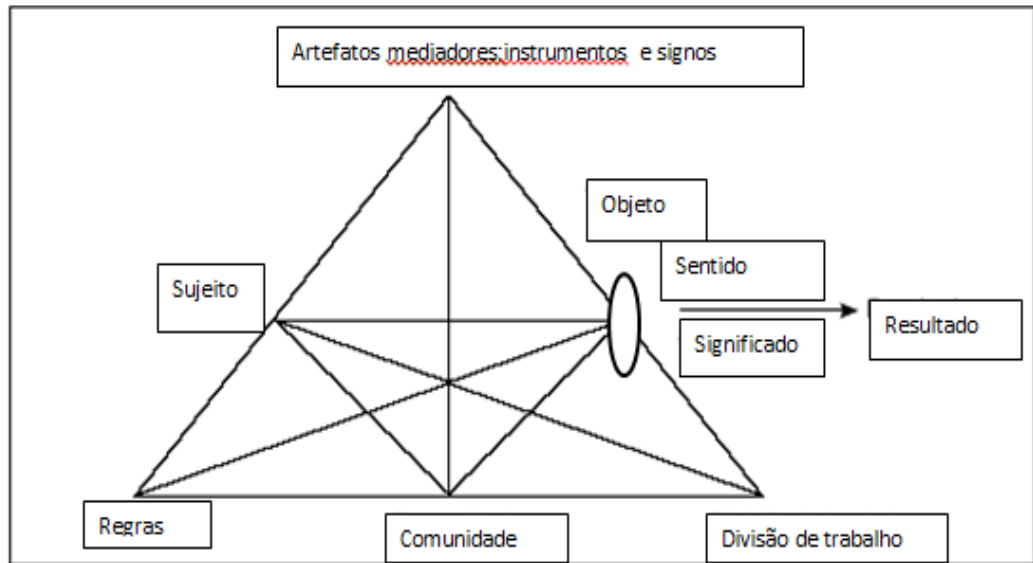 Artefatos mediadores;instrumentos e signos
Objeto
Sentido
Sujeito
Significado
Resultado
Regras
Comunidade
Divisão de trabalho